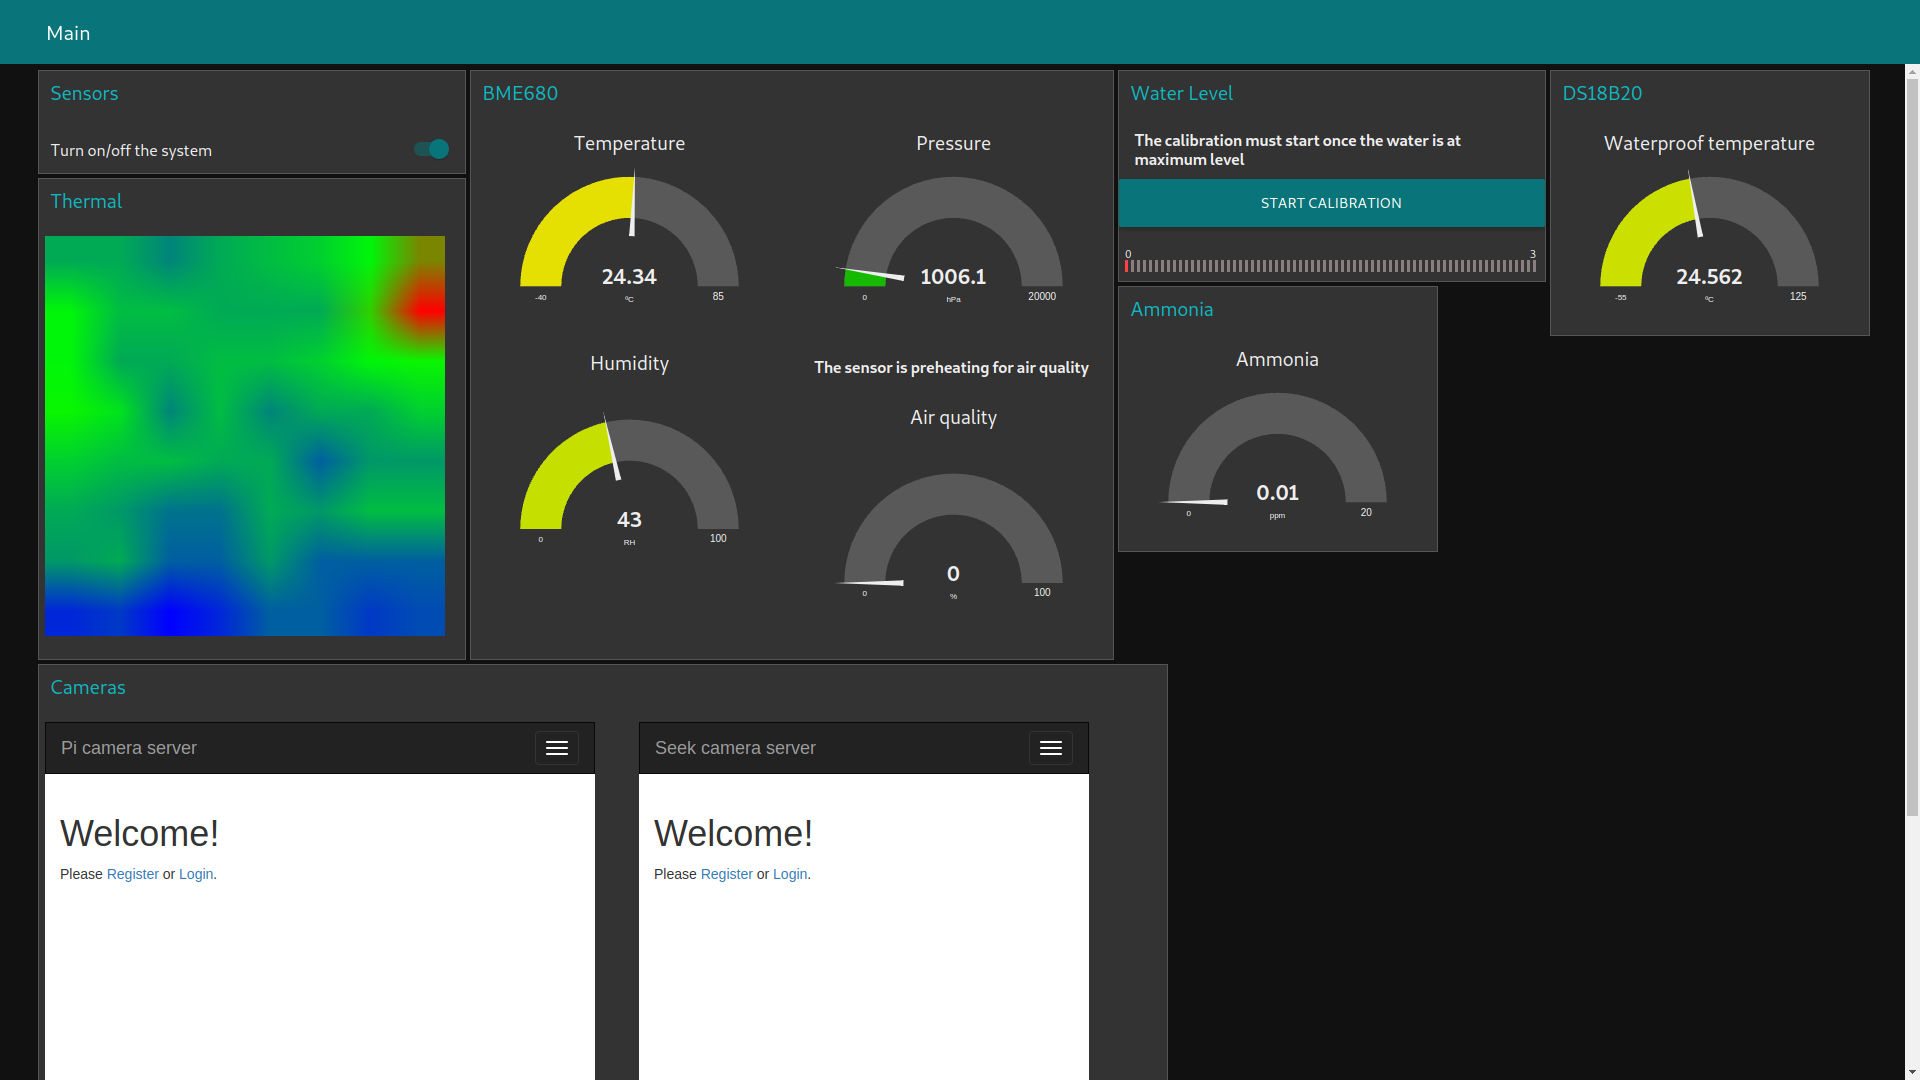 Main
Sensors
Turn on/off the system
Thermal
BME680
Temperature
24.34
-40
ºC
85
Pressure
1006.1
0
hPa
20000
Humidity
43
0
RH
100
The sensor is preheating for air quality
Air quality
0
0
%
100
Water Level
The calibration must start once the water is at
maximum level
START CALIBRATION
0
3
Ammonia
Ammonia
0.01
0
ppm
20
DS18B20
Waterproof temperature
24.562
-55
ºC
125
Cameras
Pi camera server
Welcome!
Please Register or Login.
Seek camera server
Welcome!
Please Register or Login.